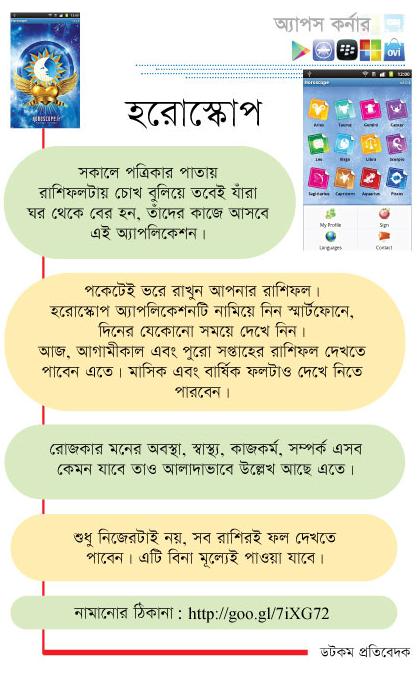 অ্যাপস কর্নার
ovi
HOROSCOPE.fr
হরোস্কোপ
Horoscope
12:00
Aries Taurus Gemini Cancer
Leo Virgo Libra Scorpio
Sagittarius Capricorn Aquarius Pisces
My Profile Sign
Languages Contact
সকালে পত্রিকার পাতায়
রাশিফলটায় চোখ বুলিয়ে তবেই যাঁরা
ঘর থেকে বের হন, তাঁদের কাজে আসবে
এই অ্যাপলিকেশন।
পকেটেই ভরে রাখুন আপনার রাশিফল।
হরোস্কোপ অ্যাপলিকেশনটি নামিয়ে নিন স্মার্টফোনে,
দিনের যেকোনো সময়ে দেখে নিন।
আজ, আগামীকাল এবং পুরো সপ্তাহের রাশিফল দেখতে
পাবেন এতে। মাসিক এবং বার্ষিক ফলটাও দেখে নিতে
পারবেন।
রোজকার মনের অবস্থা, স্বাস্থ্য, কাজকর্ম, সম্পর্ক এসব
কেমন যাবে তাও আলাদাভাবে উল্লেখ আছে এতে।
শুধু নিজেরটাই নয়, সব রাশিরই ফল দেখতে
পাবেন। এটি বিনা মূল্যেই পাওয়া যাবে।
নামানোর ঠিকানা : http://goo.gl/7iXG72
ডটকম প্রতিবেদক